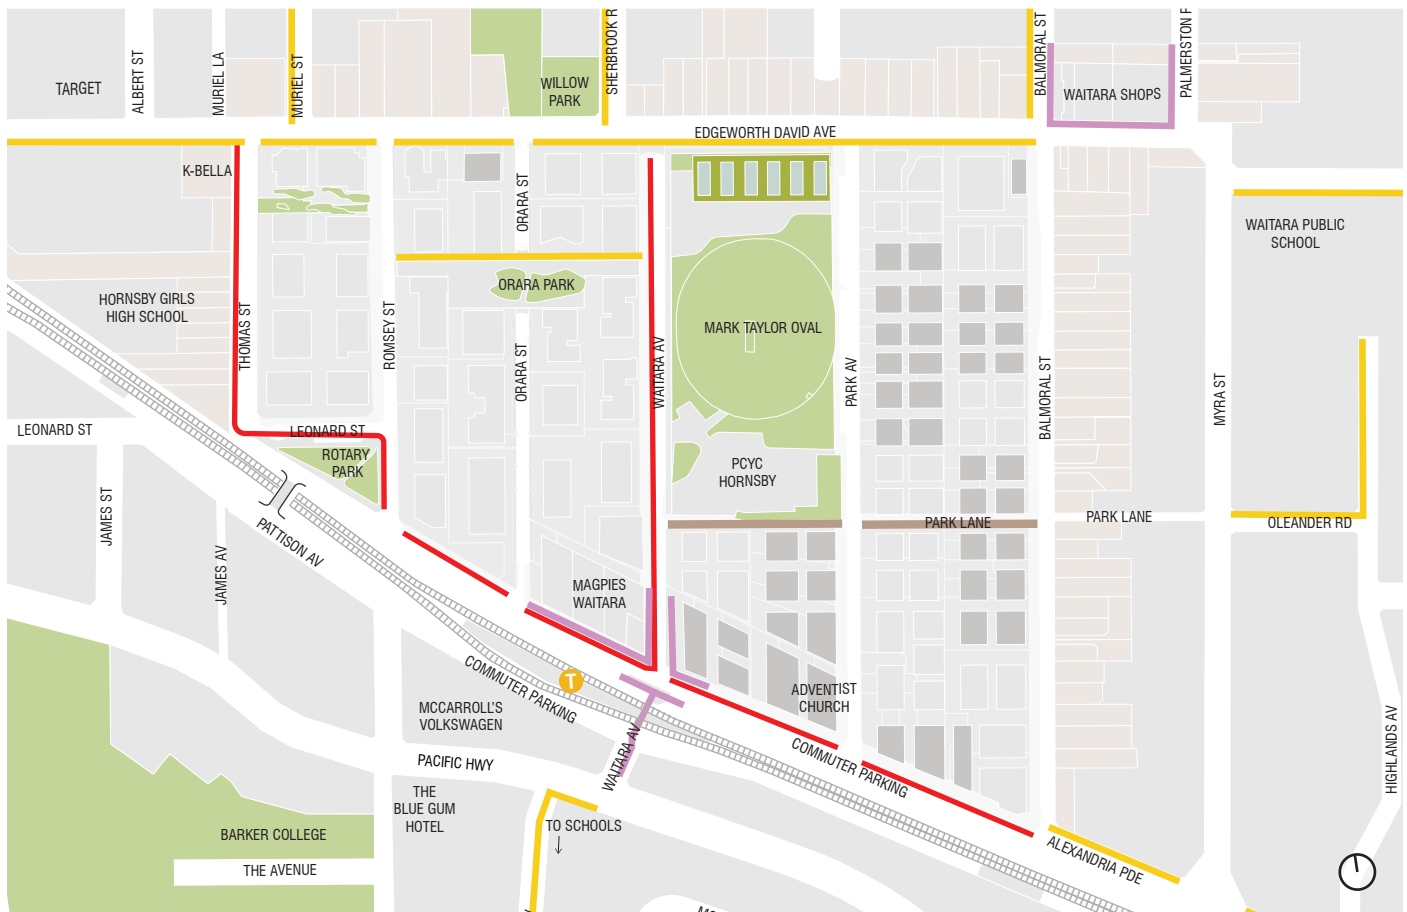 TARGET
ALBERT ST
MURIEL LA
MURIEL ST
WILLOW
PARK
SHERBROOK R
BALMORAL ST
WAITARA SHOPS
PALMERSTON
EDGEWORTH DAVID AVE
K-BELLA
ORARA ST
WAITARA PUBLIC
SCHOOL
ORARA PARK
HORNSBY GIRLS
HIGH SCHOOL
THOMAS ST
ROMSEY ST
ORARA ST
WAITARA AV
MARK TAYLOR OVAL
PARK AV
BALMORAL ST
MYRA ST
LEONARD ST
LEONARD ST
ROTARY
PARK
PCYC
HORNSBY
JAMES ST
PATTISON AV
JAMES AV
PARK LANE
PARK LANE
OLEANDER RD
MAGPIES
WAITARA
T
COMMUTER PARKING
MCCARROLL'S
VOLKSWAGEN
ADVENTIST
CHURCH
WAITARA AV
COMMUTER PARKING
PACIFIC HWY
HIGHLANDS AV
THE
BLUE GUM
HOTEL
TO SCHOOLS
BARKER COLLEGE
THE AVENUE
ALEXANDRIA PDE